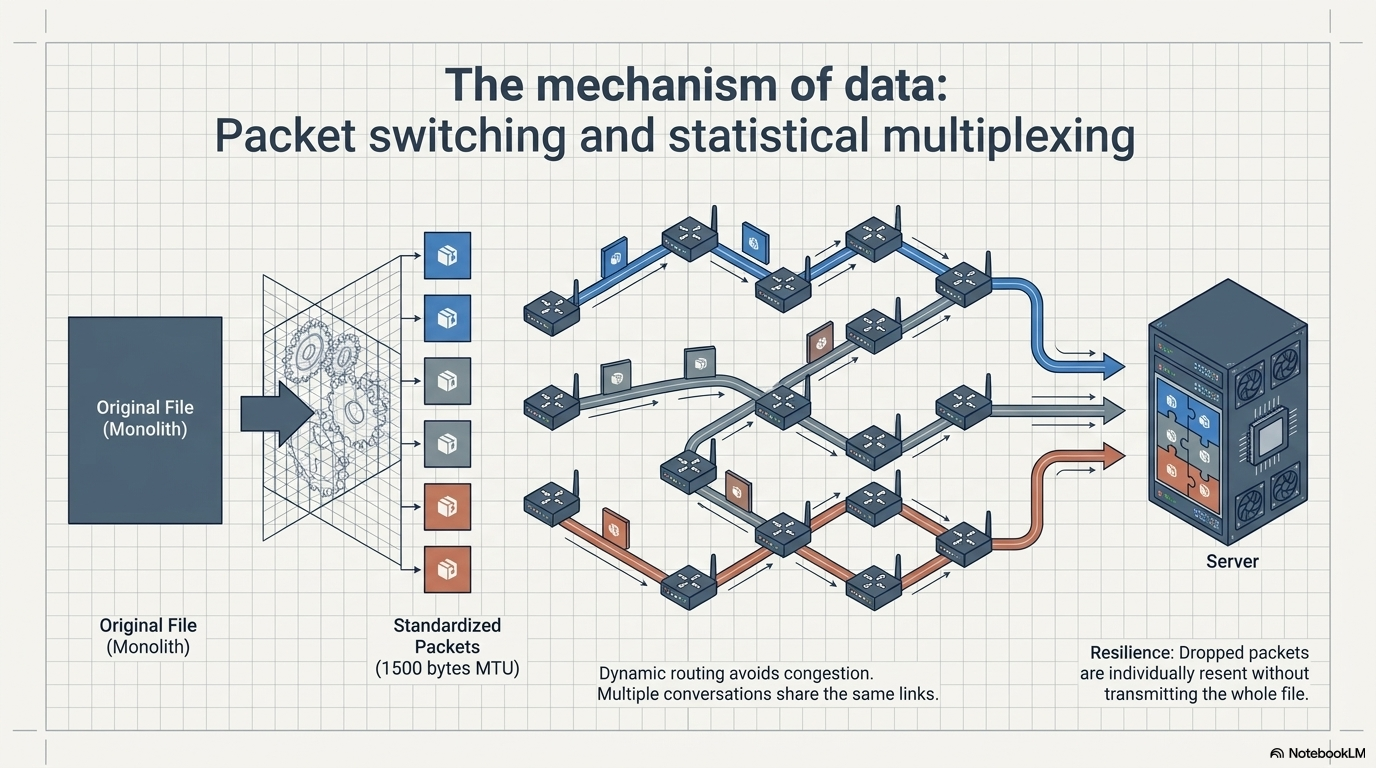 The mechanism of data:
Packet switching and statistical multiplexing
Original File
(Monolith)
Original File
(Monolith)
Standardized
Packets
(1500 bytes MTU)
Dynamic routing avoids congestion.
Multiple conversations share the same links.
Server
Resilience: Dropped packets
are individually resent without
transmitting the whole file.
NotebookLM